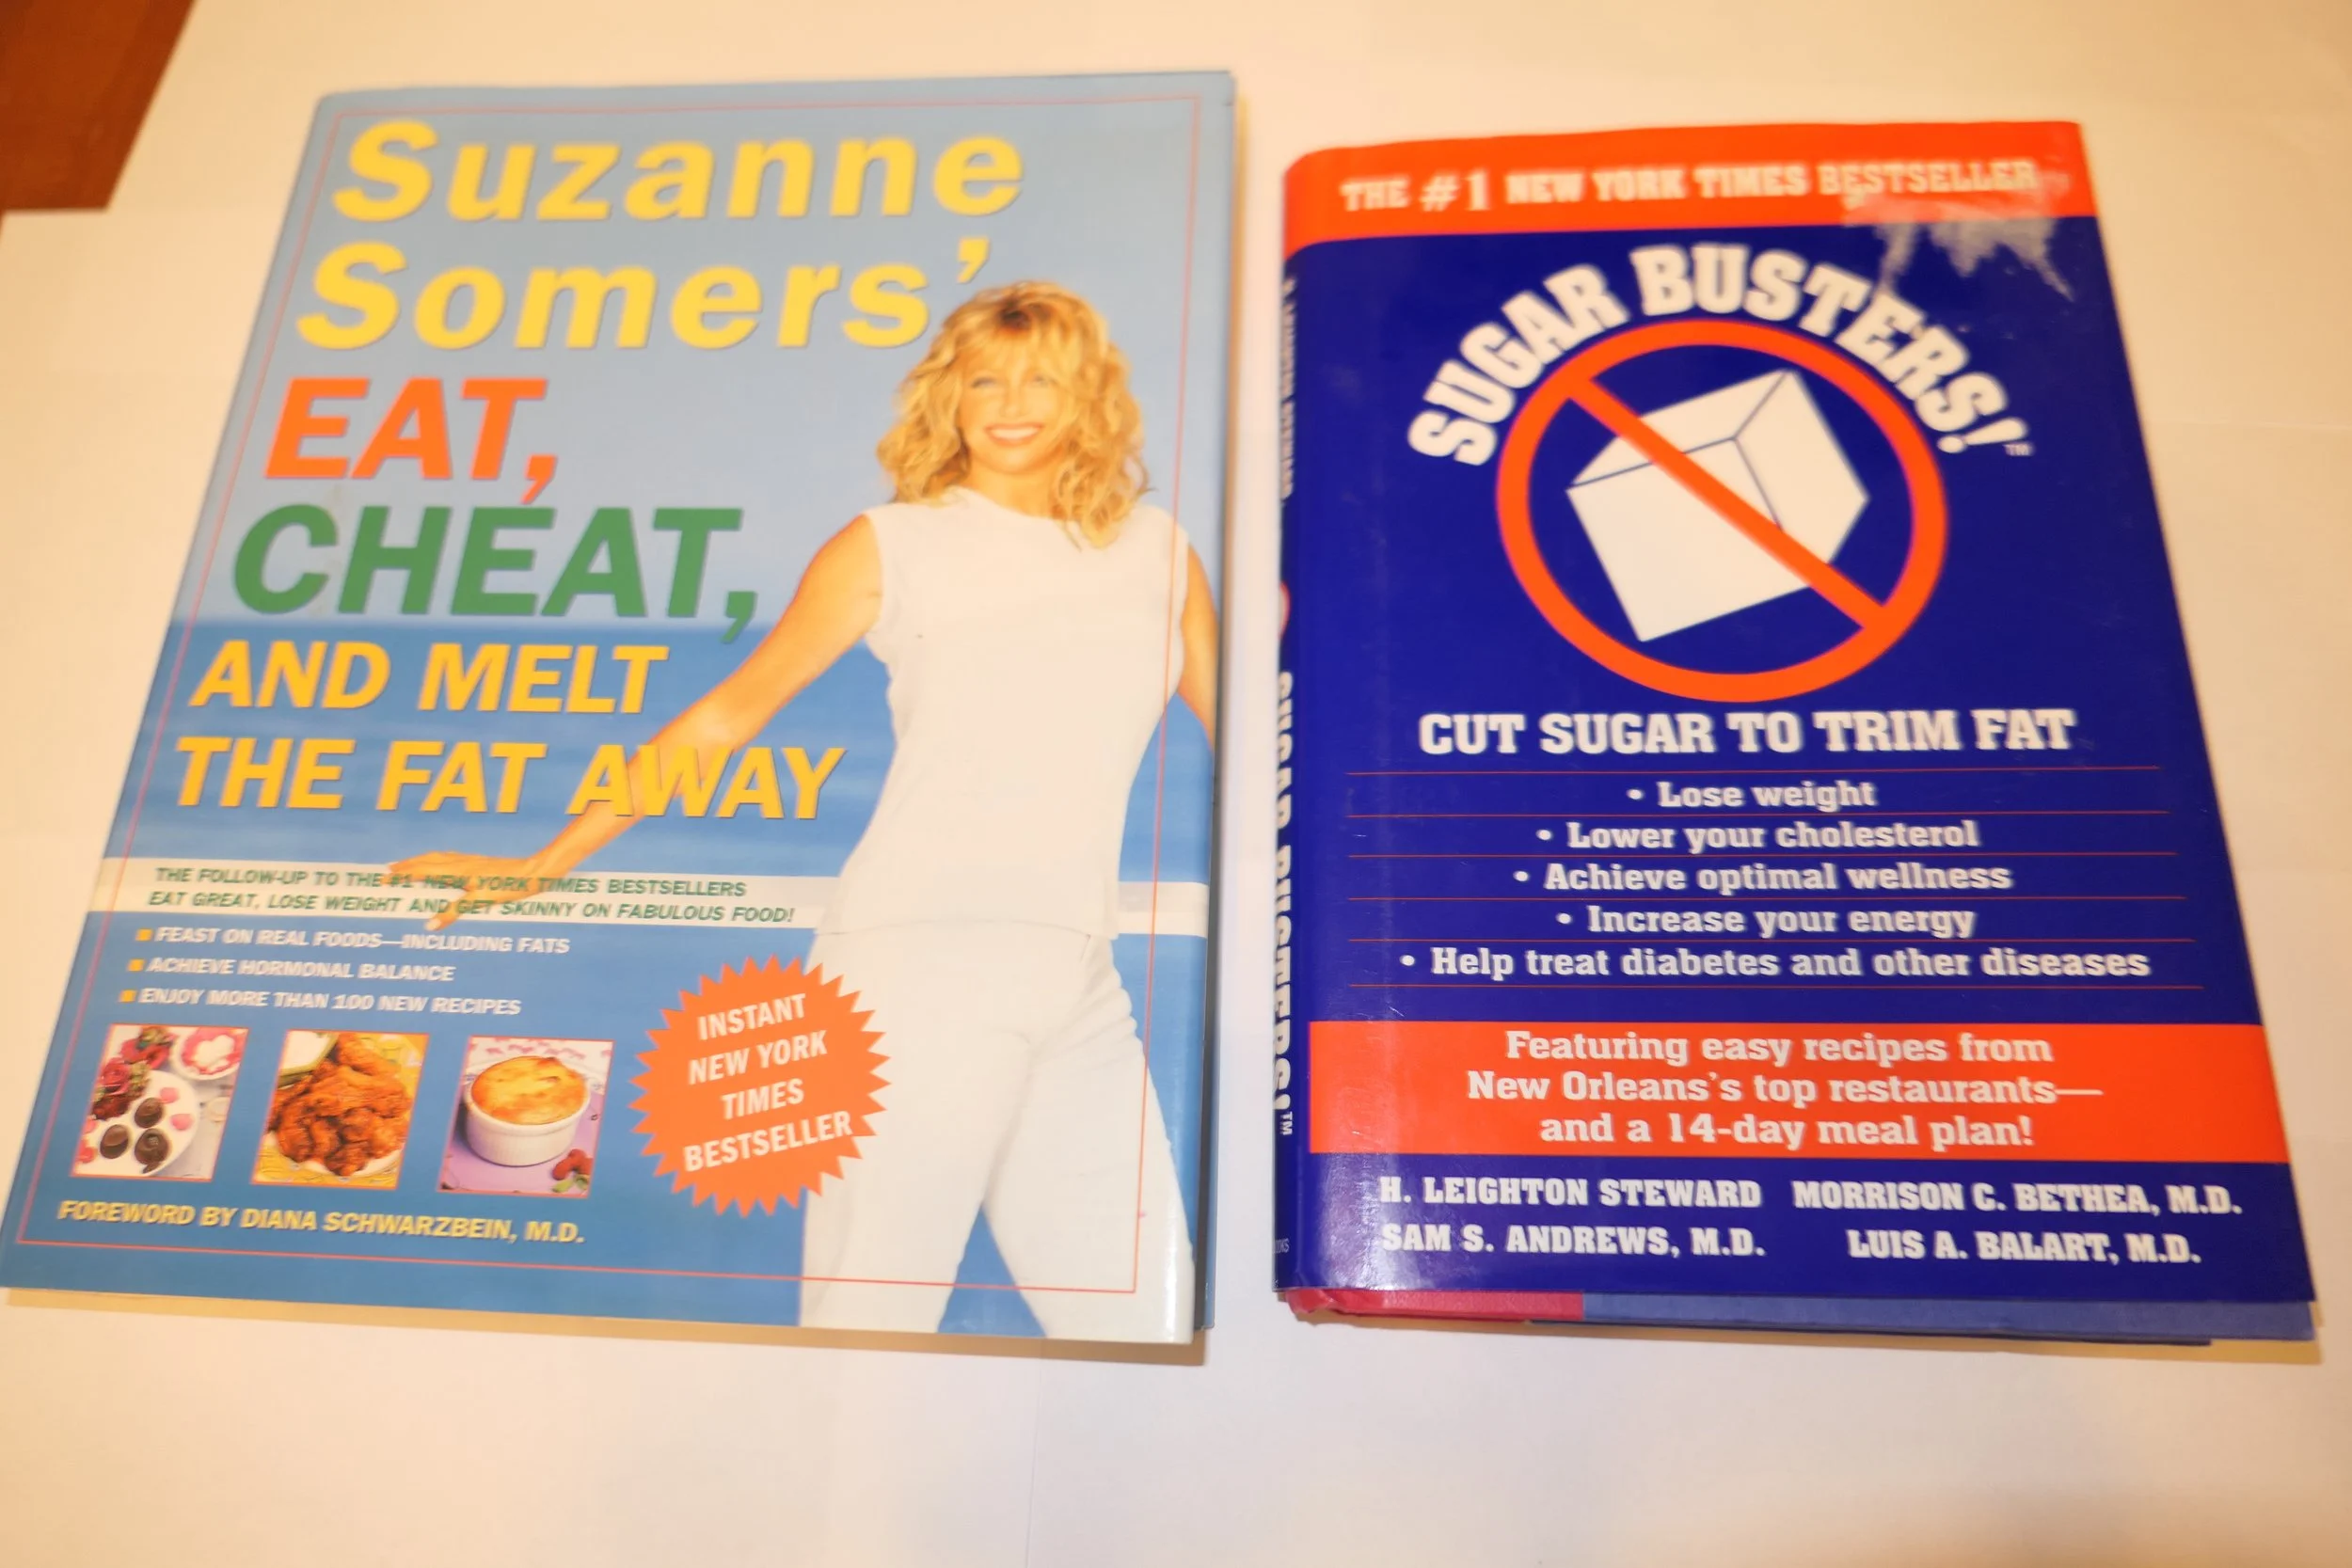 Suzanne
Somers'
EAT,
CHEAT,
AND MELT
THE FAT AWAY
THE FOLLOW-UP TO THE #1 NEW YORK TIMES BESTSELLERS
EAT GREAT, LOSE WEIGHT AND GET SKINNY ON FABULOUS FOOD!
■ FEAST ON REAL FOODS—INCLUDING FATS
■ ACHIEVE HORMONAL BALANCE
■ ENJOY MORE THAN 100 NEW RECIPES
INSTANT
NEW YORK
TIMES
BESTSELLER
FOREWORD BY DIANA SCHWARZBEIN, M.D.
THE #1 NEW YORK TIMES BESTSELLER
SUGAR BUSTERS!™
CUT SUGAR TO TRIM FAT
• Lose weight
• Lower your cholesterol
• Achieve optimal wellness
• Increase your energy
• Help treat diabetes and other diseases
Featuring easy recipes from
New Orleans's top restaurants—
and a 14-day meal plan!
H. LEIGHTON STEWARD MORRISON C. BETHEA, M.D.
SAM S. ANDREWS, M.D. LUIS A. BALART, M.D.
SUGAR BUSTERS!™